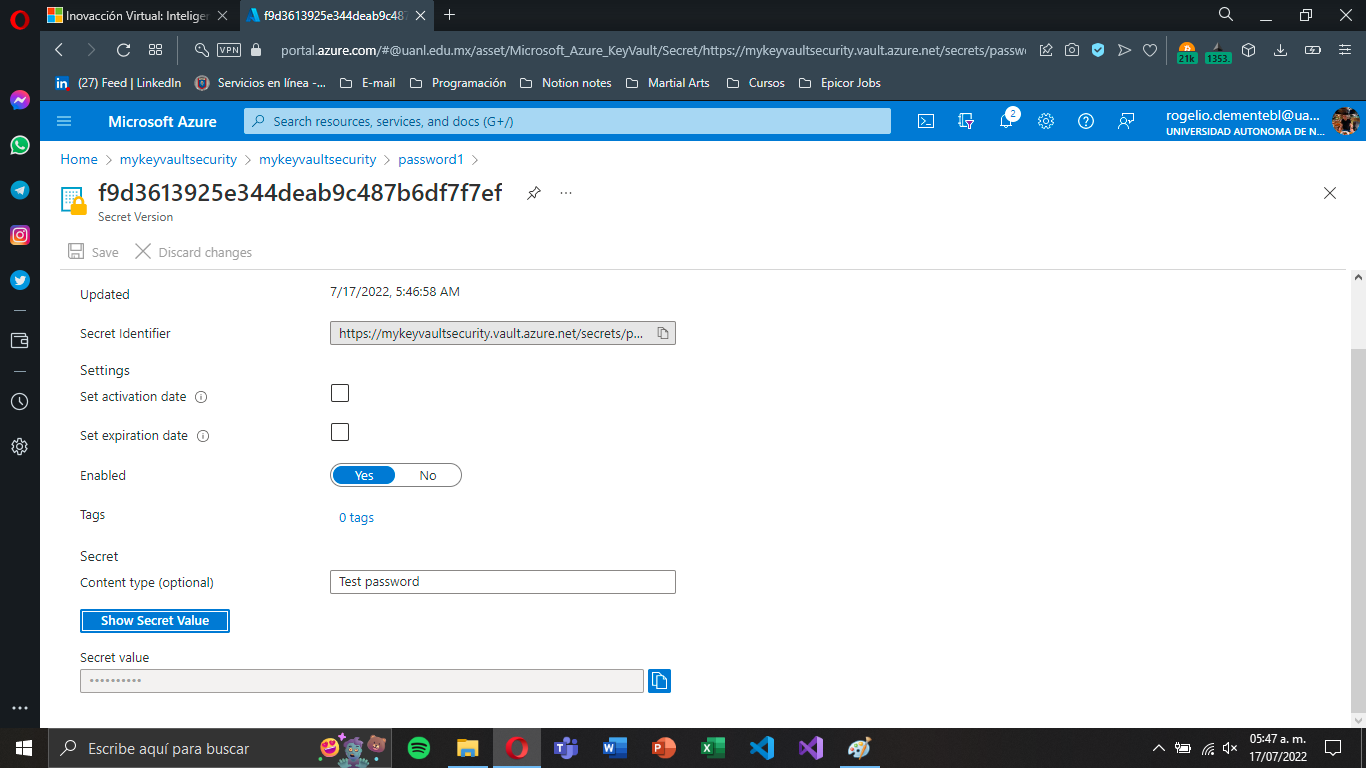 Inovacción Virtual: Inteliger
f9d3613925e344deab9c487
VPN
portal.azure.com/#@uanl.edu.mx/asset/Microsoft_Azure_KeyVault/Secret/https://mykeyvaultsecurity.vault.azure.net/secrets/passw
21k
1353.
(27) Feed | LinkedIn
Servicios en línea -...
E-mail
Programación
Notion notes
Martial Arts
Cursos
Epicor Jobs
Microsoft Azure
Search resources, services, and docs (G+/)
2
rogelio.clementebl@ua...
UNIVERSIDAD AUTONOMA DE N...
Home > mykeyvaultsecurity > mykeyvaultsecurity > password1 >
f9d3613925e344deab9c487b6df7f7ef
Secret Version
Save
Discard changes
Updated
7/17/2022, 5:46:58 AM
Secret Identifier
https://mykeyvaultsecurity.vault.azure.net/secrets/p...
Settings
Set activation date
Set expiration date
Enabled
Yes
No
Tags
0 tags
Secret
Content type (optional)
Test password
Show Secret Value
Secret value
••••••••••
Escribe aquí para buscar
05:47 a. m.
17/07/2022